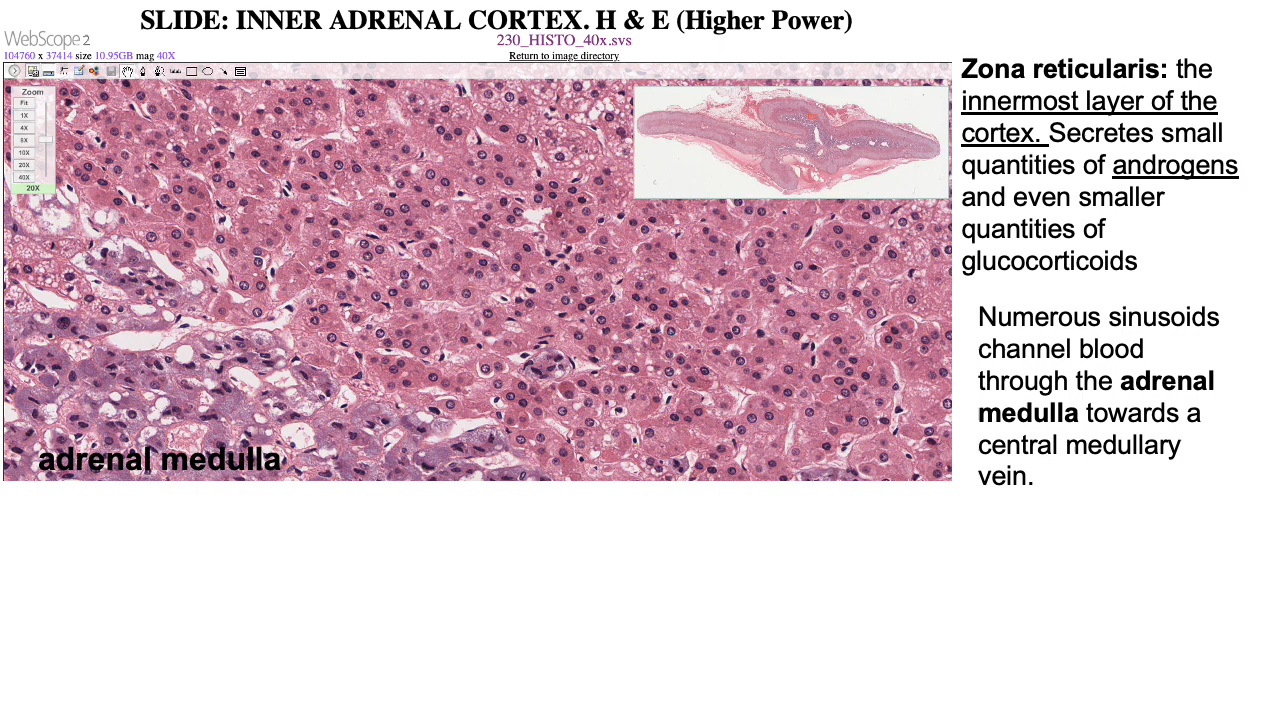 SLIDE: INNER ADRENAL CORTEX. H & E (Higher Power)
WebScope 2
230_HISTO_40x.svs
104760 x 37414 size 10.95GB mag 40X
Return to image directory
Zoom
Fit
1X
4X
5X
10X
20X
40X
20X
adrenal medulla
Zona reticularis: the
innermost layer of the
cortex. Secretes small
quantities of androgens
and even smaller
quantities of
glucocorticoids
Numerous sinusoids
channel blood
through the adrenal
medulla towards a
central medullary
vein.